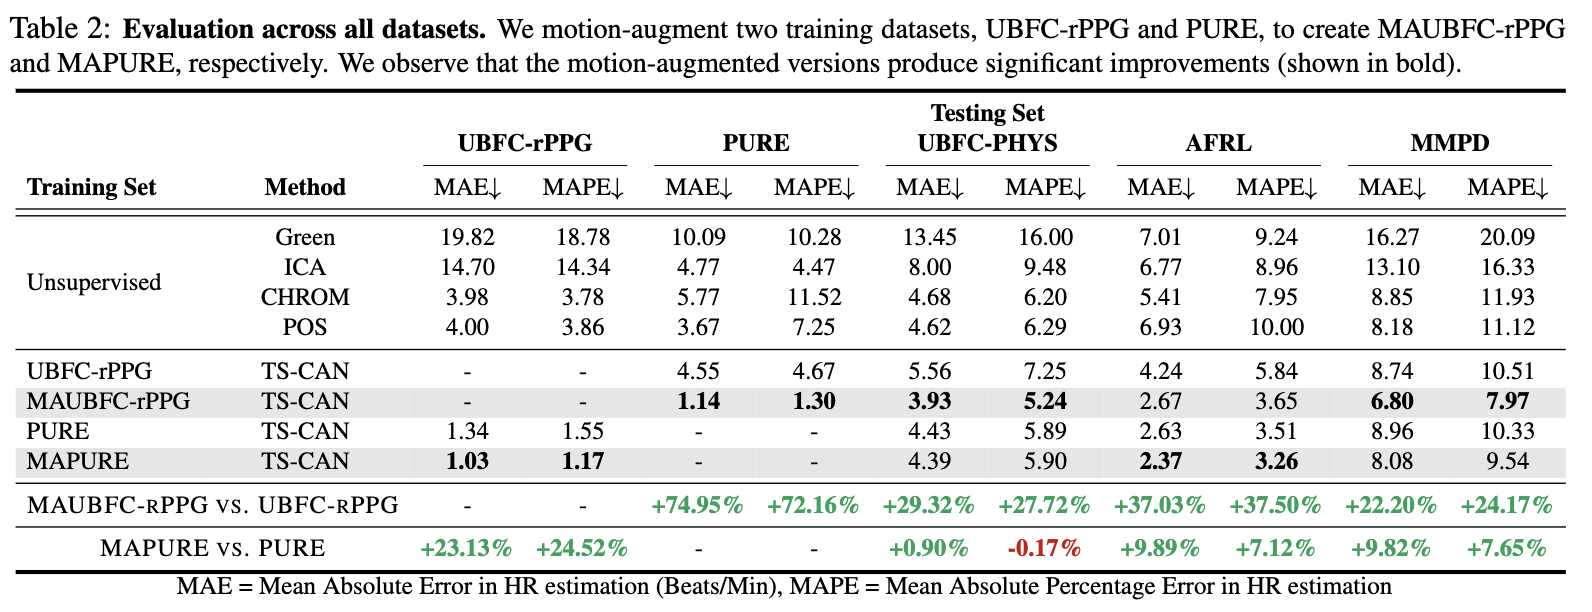 Table 2: Evaluation across all datasets. We motion-augment two training datasets, UBFC-rPPG and PURE, to create MAUBFC-rPPG
and MAPURE, respectively. We observe that the motion-augmented versions produce significant improvements (shown in bold).
Testing Set
UBFC-rPPG PURE UBFC-PHYS AFRL MMPD
Training Set Method MAE↓ MAPE↓ MAE↓ MAPE↓ MAE↓ MAPE↓ MAE↓ MAPE↓ MAE↓ MAPE↓
Unsupervised
Green 19.82 18.78 10.09 10.28 13.45 16.00 7.01 9.24 16.27 20.09
ICA 14.70 14.34 4.77 4.47 8.00 9.48 6.77 8.96 13.10 16.33
CHROM 3.98 3.78 5.77 11.52 4.68 6.20 5.41 7.95 8.85 11.93
POS 4.00 3.86 3.67 7.25 4.62 6.29 6.93 10.00 8.18 11.12
UBFC-rPPG TS-CAN - - 4.55 4.67 5.56 7.25 4.24 5.84 8.74 10.51
MAUBFC-rPPG TS-CAN - - 1.14 1.30 3.93 5.24 2.67 3.65 6.80 7.97
PURE TS-CAN 1.34 1.55 - - 4.43 5.89 2.63 3.51 8.96 10.33
MAPURE TS-CAN 1.03 1.17 - - 4.39 5.90 2.37 3.26 8.08 9.54
MAUBFC-RPPG VS. UBFC-RPPG - - +74.95% +72.16% +29.32% +27.72% +37.03% +37.50% +22.20% +24.17%
MAPURE VS. PURE +23.13% +24.52% - - +0.90% -0.17% +9.89% +7.12% +9.82% +7.65%
MAE = Mean Absolute Error in HR estimation (Beats/Min), MAPE = Mean Absolute Percentage Error in HR estimation